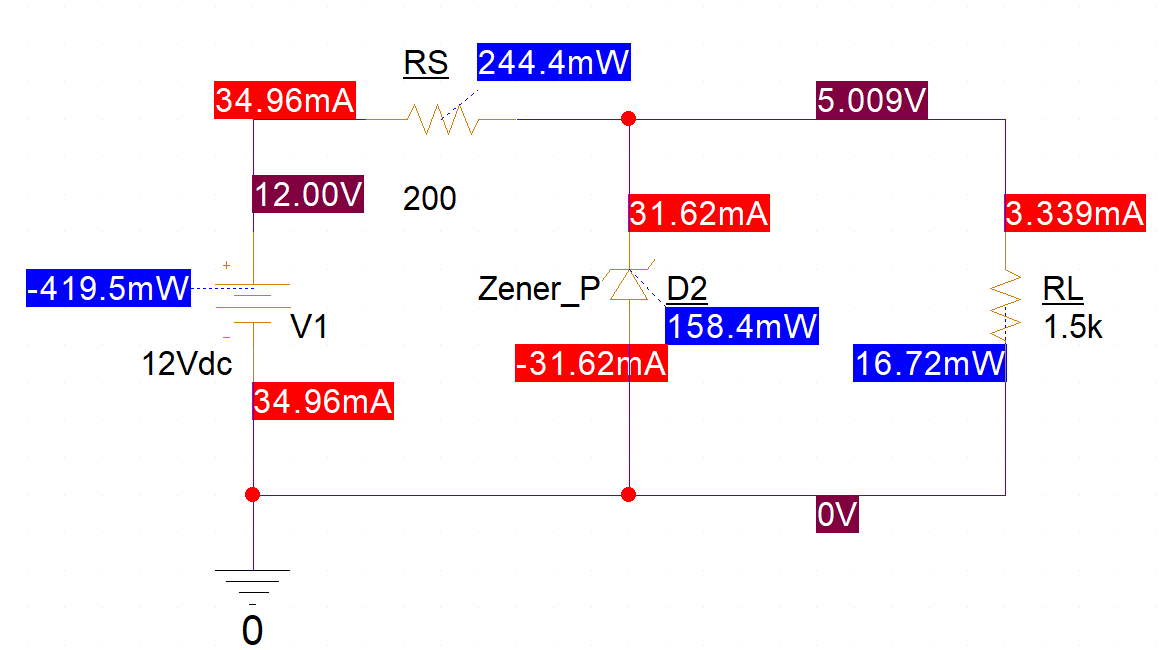 RS
244.4mW
34.96mA
5.009V
12.00V
200
31.62mA
3.339mA
+
-419.5mW
Zener_P
D2
RL
V1
158.4mW
1.5k
-
12Vdc
-31.62mA
16.72mW
34.96mA
0V
0